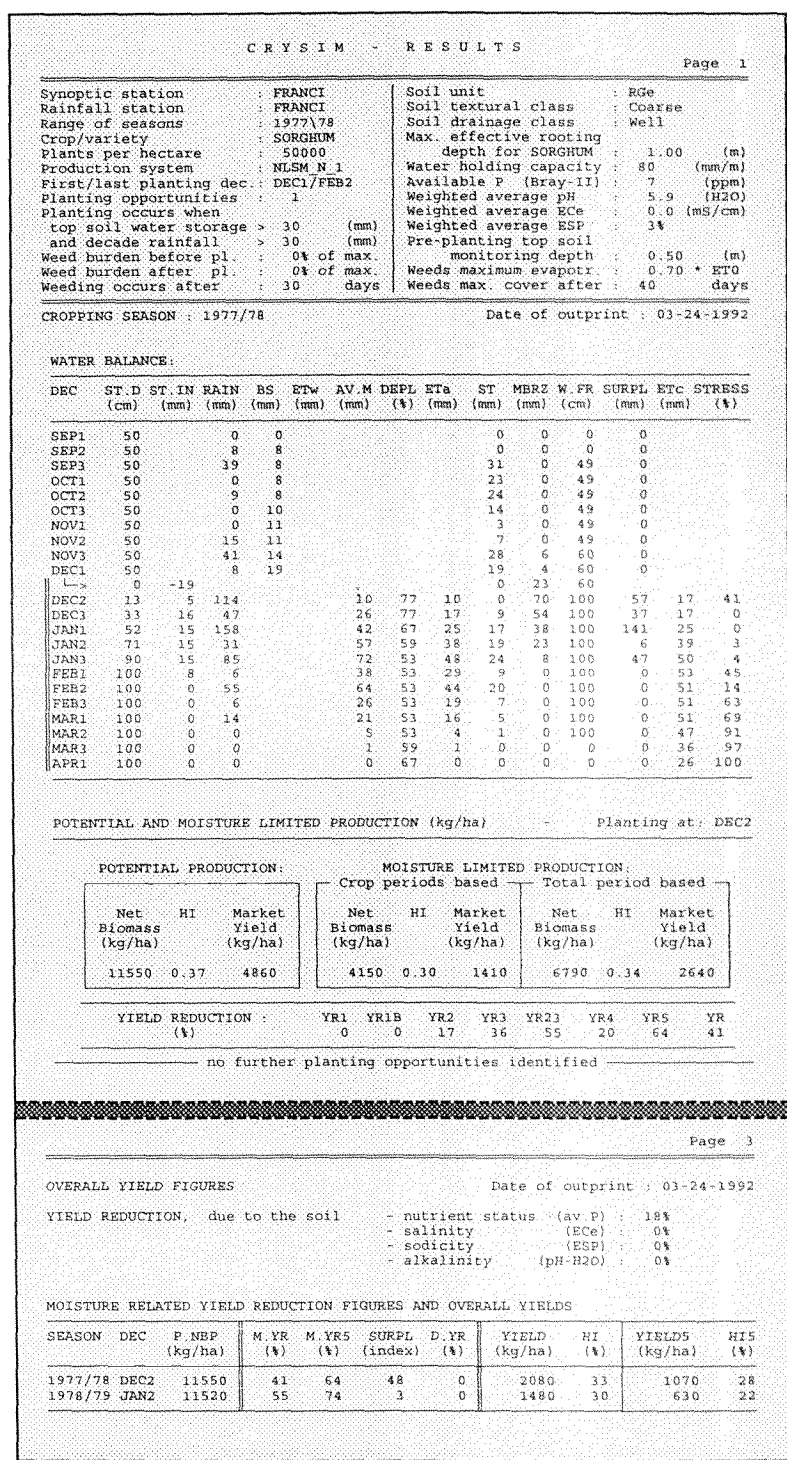 C R Y S I M - R E S U L T S
Page 1
Synoptic station : FRANCI
Rainfall station : FRANCI
Range of seasons : 1977\78
Crop/variety : SORGHUM
Plants per hectare : 50000
Production system : NLSM_N_1
First/last planting dec.: DEC1/FEB2
Planting opportunities : 1
Planting occurs when
top soil water storage > 30 (mm)
and decade rainfall > 30 (mm)
Weed burden before pl. : 0% of max.
Weed burden after pl. : 0% of max.
Weeding occurs after : 30 days
Soil unit : RGe
Soil textural class : Coarse
Soil drainage class : Well
Max. effective rooting
depth for SORGHUM : 1.00 (m)
Water holding capacity : 80 (mm/m)
Available P (Bray-II) : 7 (ppm)
Weighted average pH : 5.9 (H2O)
Weighted average ECe : 0.0 (mS/cm)
Weighted average ESP : 3%
Pre-planting top soil
monitoring depth : 0.50 (m)
Weeds maximum evapotr. : 0.70 * ET0
Weeds max. cover after : 40 days
CROPPING SEASON : 1977/78 Date of outprint : 03-24-1992
WATER BALANCE:
DEC ST.D ST.IN RAIN BS ETw AV.M DEPL ETa ST MBRZ W.FR SURPL ETc STRESS
(cm) (mm) (mm) (mm) (mm) (mm) (%) (mm) (mm) (mm) (cm) (mm) (mm) (%)
SEP1 50 0 0 0 0 0 0
SEP2 50 8 8 0 0 0 0
SEP3 50 39 8 31 0 49 0
OCT1 50 0 8 23 0 49 0
OCT2 50 9 8 24 0 49 0
OCT3 50 0 10 14 0 49 0
NOV1 50 0 11 3 0 49 0
NOV2 50 15 11 7 0 49 0
NOV3 50 41 14 28 6 60 0
DEC1 50 8 19 19 4 60 0
└-> 0 -19 0 23 60
DEC2 13 5 114 10 77 10 0 70 100 57 17 41
DEC3 33 16 47 26 77 17 9 54 100 37 17 0
JAN1 52 15 158 42 67 25 17 38 100 141 25 0
JAN2 71 15 31 57 59 38 19 23 100 6 39 3
JAN3 90 15 85 72 53 48 24 8 100 47 50 4
FEB1 100 8 6 38 53 29 9 0 100 0 53 45
FEB2 100 0 55 64 53 44 20 0 100 0 51 14
FEB3 100 0 6 26 53 19 7 0 100 0 51 63
MAR1 100 0 14 21 53 16 5 0 100 0 51 69
MAR2 100 0 0 5 53 4 1 0 100 0 47 91
MAR3 100 0 0 1 59 1 0 0 0 0 36 97
APR1 100 0 0 0 67 0 0 0 0 0 26 100
POTENTIAL AND MOISTURE LIMITED PRODUCTION (kg/ha) - Planting at: DEC2
POTENTIAL PRODUCTION: MOISTURE LIMITED PRODUCTION:
Crop periods based Total period based
Net HI Market Net HI Market Net HI Market
Biomass Yield Biomass Yield Biomass Yield
(kg/ha) (kg/ha) (kg/ha) (kg/ha) (kg/ha) (kg/ha)
11550 0.37 4860 4150 0.30 1410 6790 0.34 2640
YIELD REDUCTION : YR1 YR1B YR2 YR3 YR23 YR4 YR5 YR
(%) 0 0 17 36 55 20 64 41
no further planting opportunities identified
Page 3
OVERALL YIELD FIGURES Date of outprint : 03-24-1992
YIELD REDUCTION, due to the soil - nutrient status (av P) : 18%
- salinity (ECe) : 0%
- sodicity (ESP) : 0%
- alkalinity (pH-H2O) : 0%
MOISTURE RELATED YIELD REDUCTION FIGURES AND OVERALL YIELDS
SEASON DEC P.NBP M.YR M.YR5 SURPL D.YR YIELD HI YIELD5 HI5
(kg/ha) (%) (%) (index) (%) (kg/ha) (%) (kg/ha) (%)
1977/78 DEC2 11550 41 64 48 0 2080 33 1070 28
1978/79 JAN2 11520 55 74 3 0 1480 30 630 22